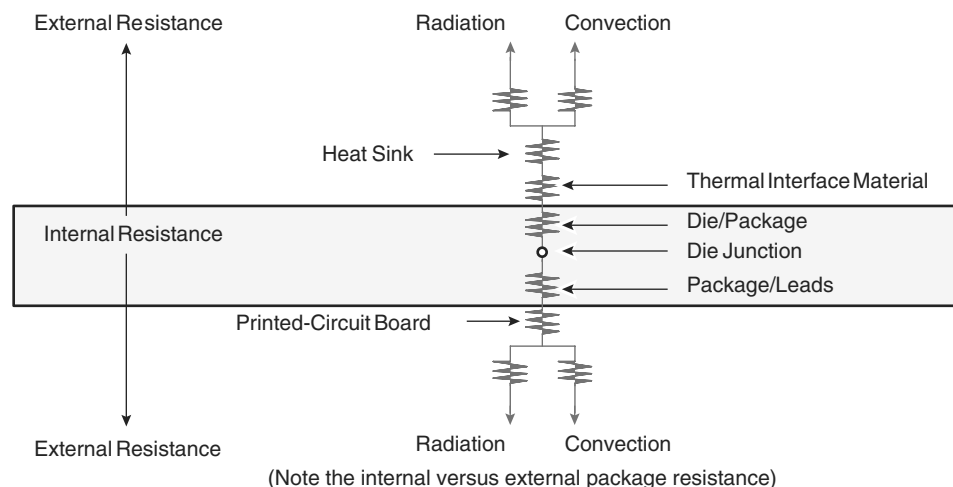 External Resistance
Radiation
Convection
Heat Sink
Thermal Interface Material
Die/Package
Internal Resistance
Die Junction
Package/Leads
Printed-Circuit Board
External Resistance
Radiation
Convection
(Note the internal versus external package resistance)